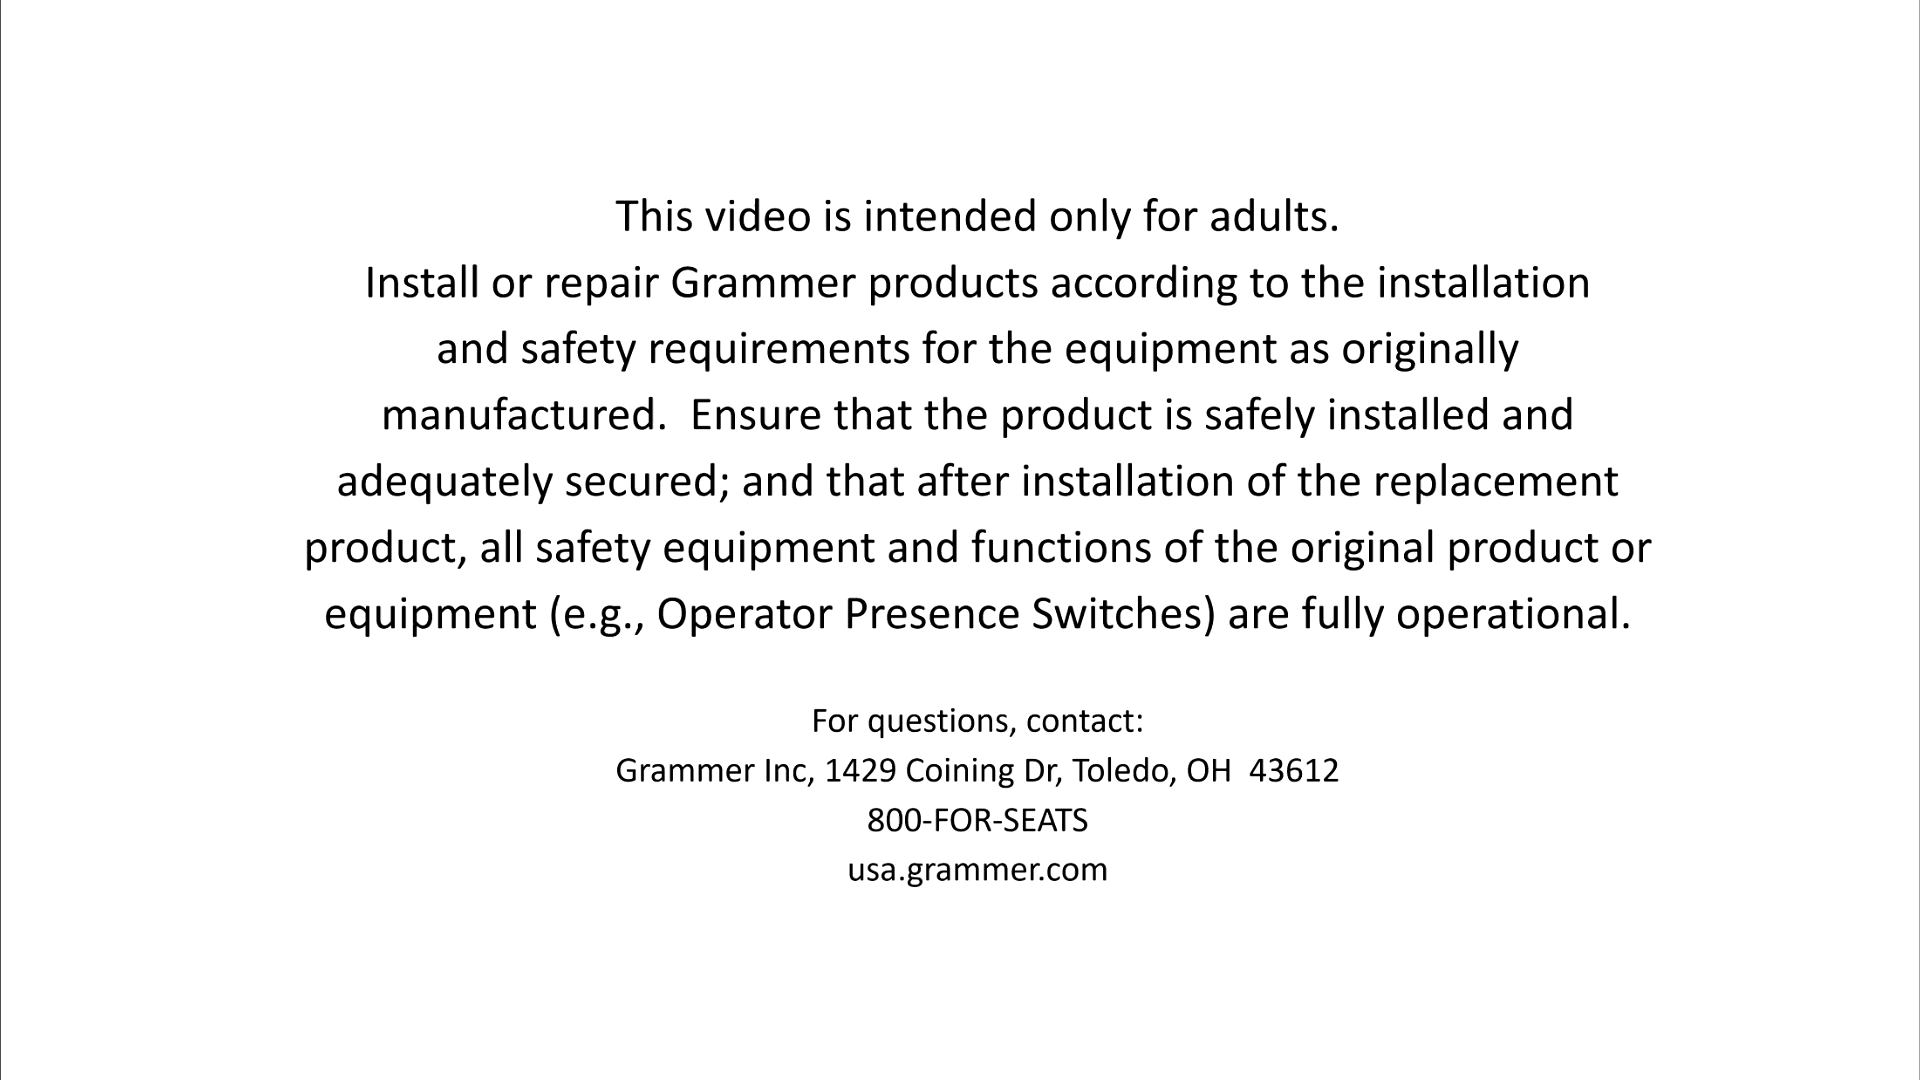 This video is intended only for adults.
Install or repair Grammer products according to the installation
and safety requirements for the equipment as originally
manufactured.  Ensure that the product is safely installed and
adequately secured; and that after installation of the replacement
product, all safety equipment and functions of the original product or
equipment (e.g., Operator Presence Switches) are fully operational.
For questions, contact:
Grammer Inc, 1429 Coining Dr, Toledo, OH  43612
800-FOR-SEATS
usa.grammer.com